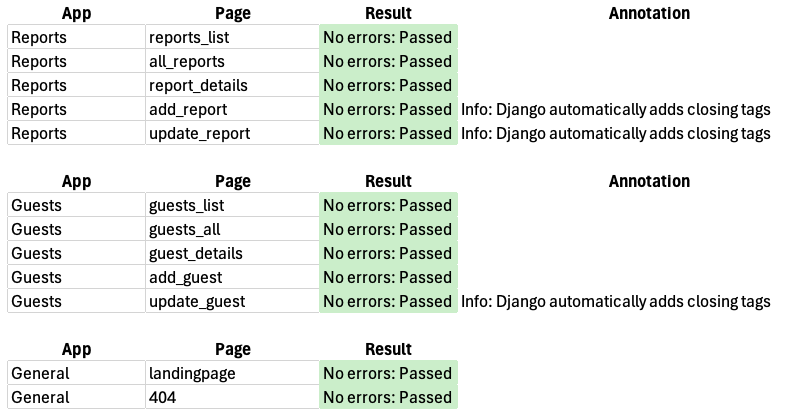 App Page Result Annotation
Reports reports_list No errors: Passed
Reports all_reports No errors: Passed
Reports report_details No errors: Passed
Reports add_report No errors: Passed Info: Django automatically adds closing tags
Reports update_report No errors: Passed Info: Django automatically adds closing tags
App Page Result Annotation
Guests guests_list No errors: Passed
Guests guests_all No errors: Passed
Guests guest_details No errors: Passed
Guests add_guest No errors: Passed
Guests update_guest No errors: Passed Info: Django automatically adds closing tags
App Page Result
General landingpage No errors: Passed
General 404 No errors: Passed